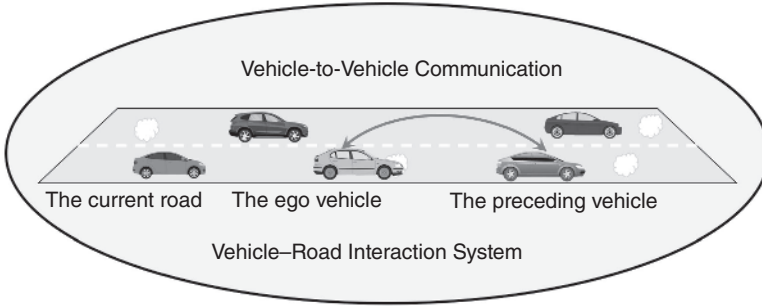 Vehicle-to-Vehicle Communication
The current road
The ego vehicle
The preceding vehicle
Vehicle–Road Interaction System